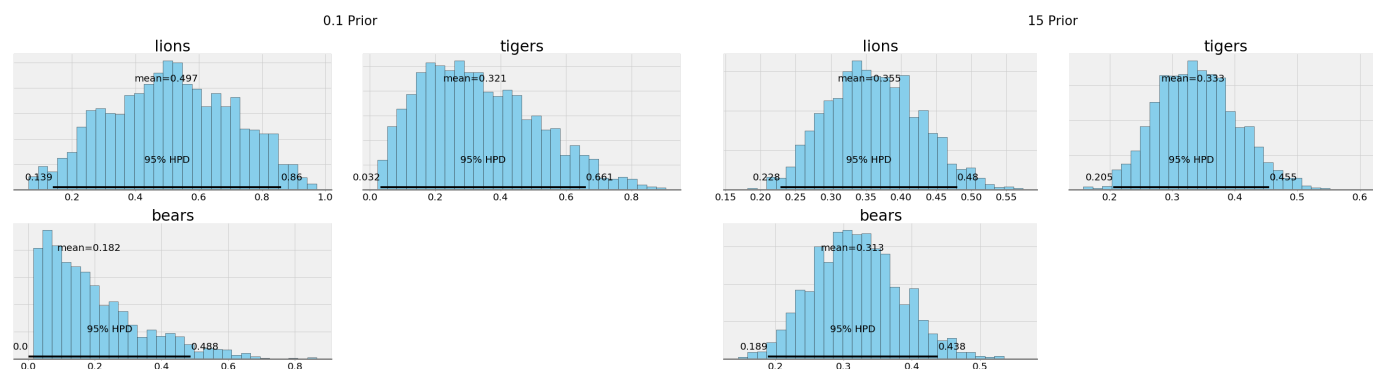 0.1 Prior
15 Prior
lions
tigers
lions
tigers
mean=0.497
mean=0.321
mean=0.355
mean=0.333
95% HPD
95% HPD
95% HPD
95% HPD
0.139
0.86
0.032
0.661
0.228
0.48
0.205
0.455
0.2 0.4 0.6 0.8 1.0
0.0 0.2 0.4 0.6 0.8
0.15 0.20 0.25 0.30 0.35 0.40 0.45 0.50 0.55
0.2 0.3 0.4 0.5 0.6
bears
bears
mean=0.182
mean=0.313
95% HPD
95% HPD
0.0
0.488
0.189
0.438
0.0 0.2 0.4 0.6 0.8
0.2 0.3 0.4 0.5